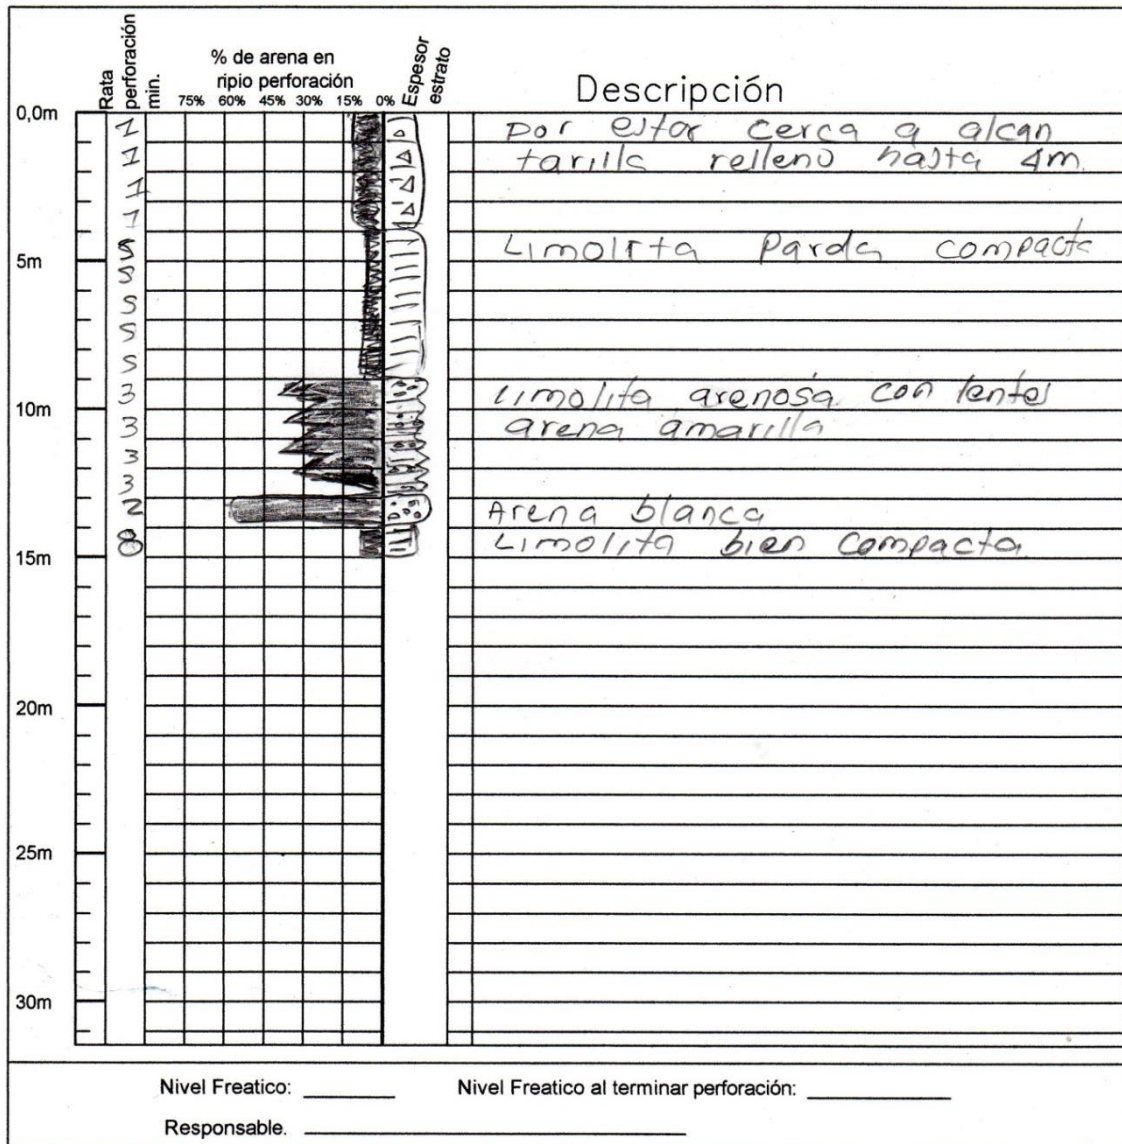 Rata perforación min.
% de arena en ripio perforación
75% 60% 45% 30% 15% 0%
Espesor estrato
Descripción
0,0m
1
1
1
1
5
5
5
5
5
3
3
3
3
2
8
5m
10m
15m
20m
25m
30m
por estar cerca a alcan
tarilla relleno hasta 4m.
Limolita Parda compacta
Limolita arenosa con lentes
arena amarilla
Arena blanca
Limolita bien compacta
Nivel Freatico:
Nivel Freatico al terminar perforación:
Responsable.